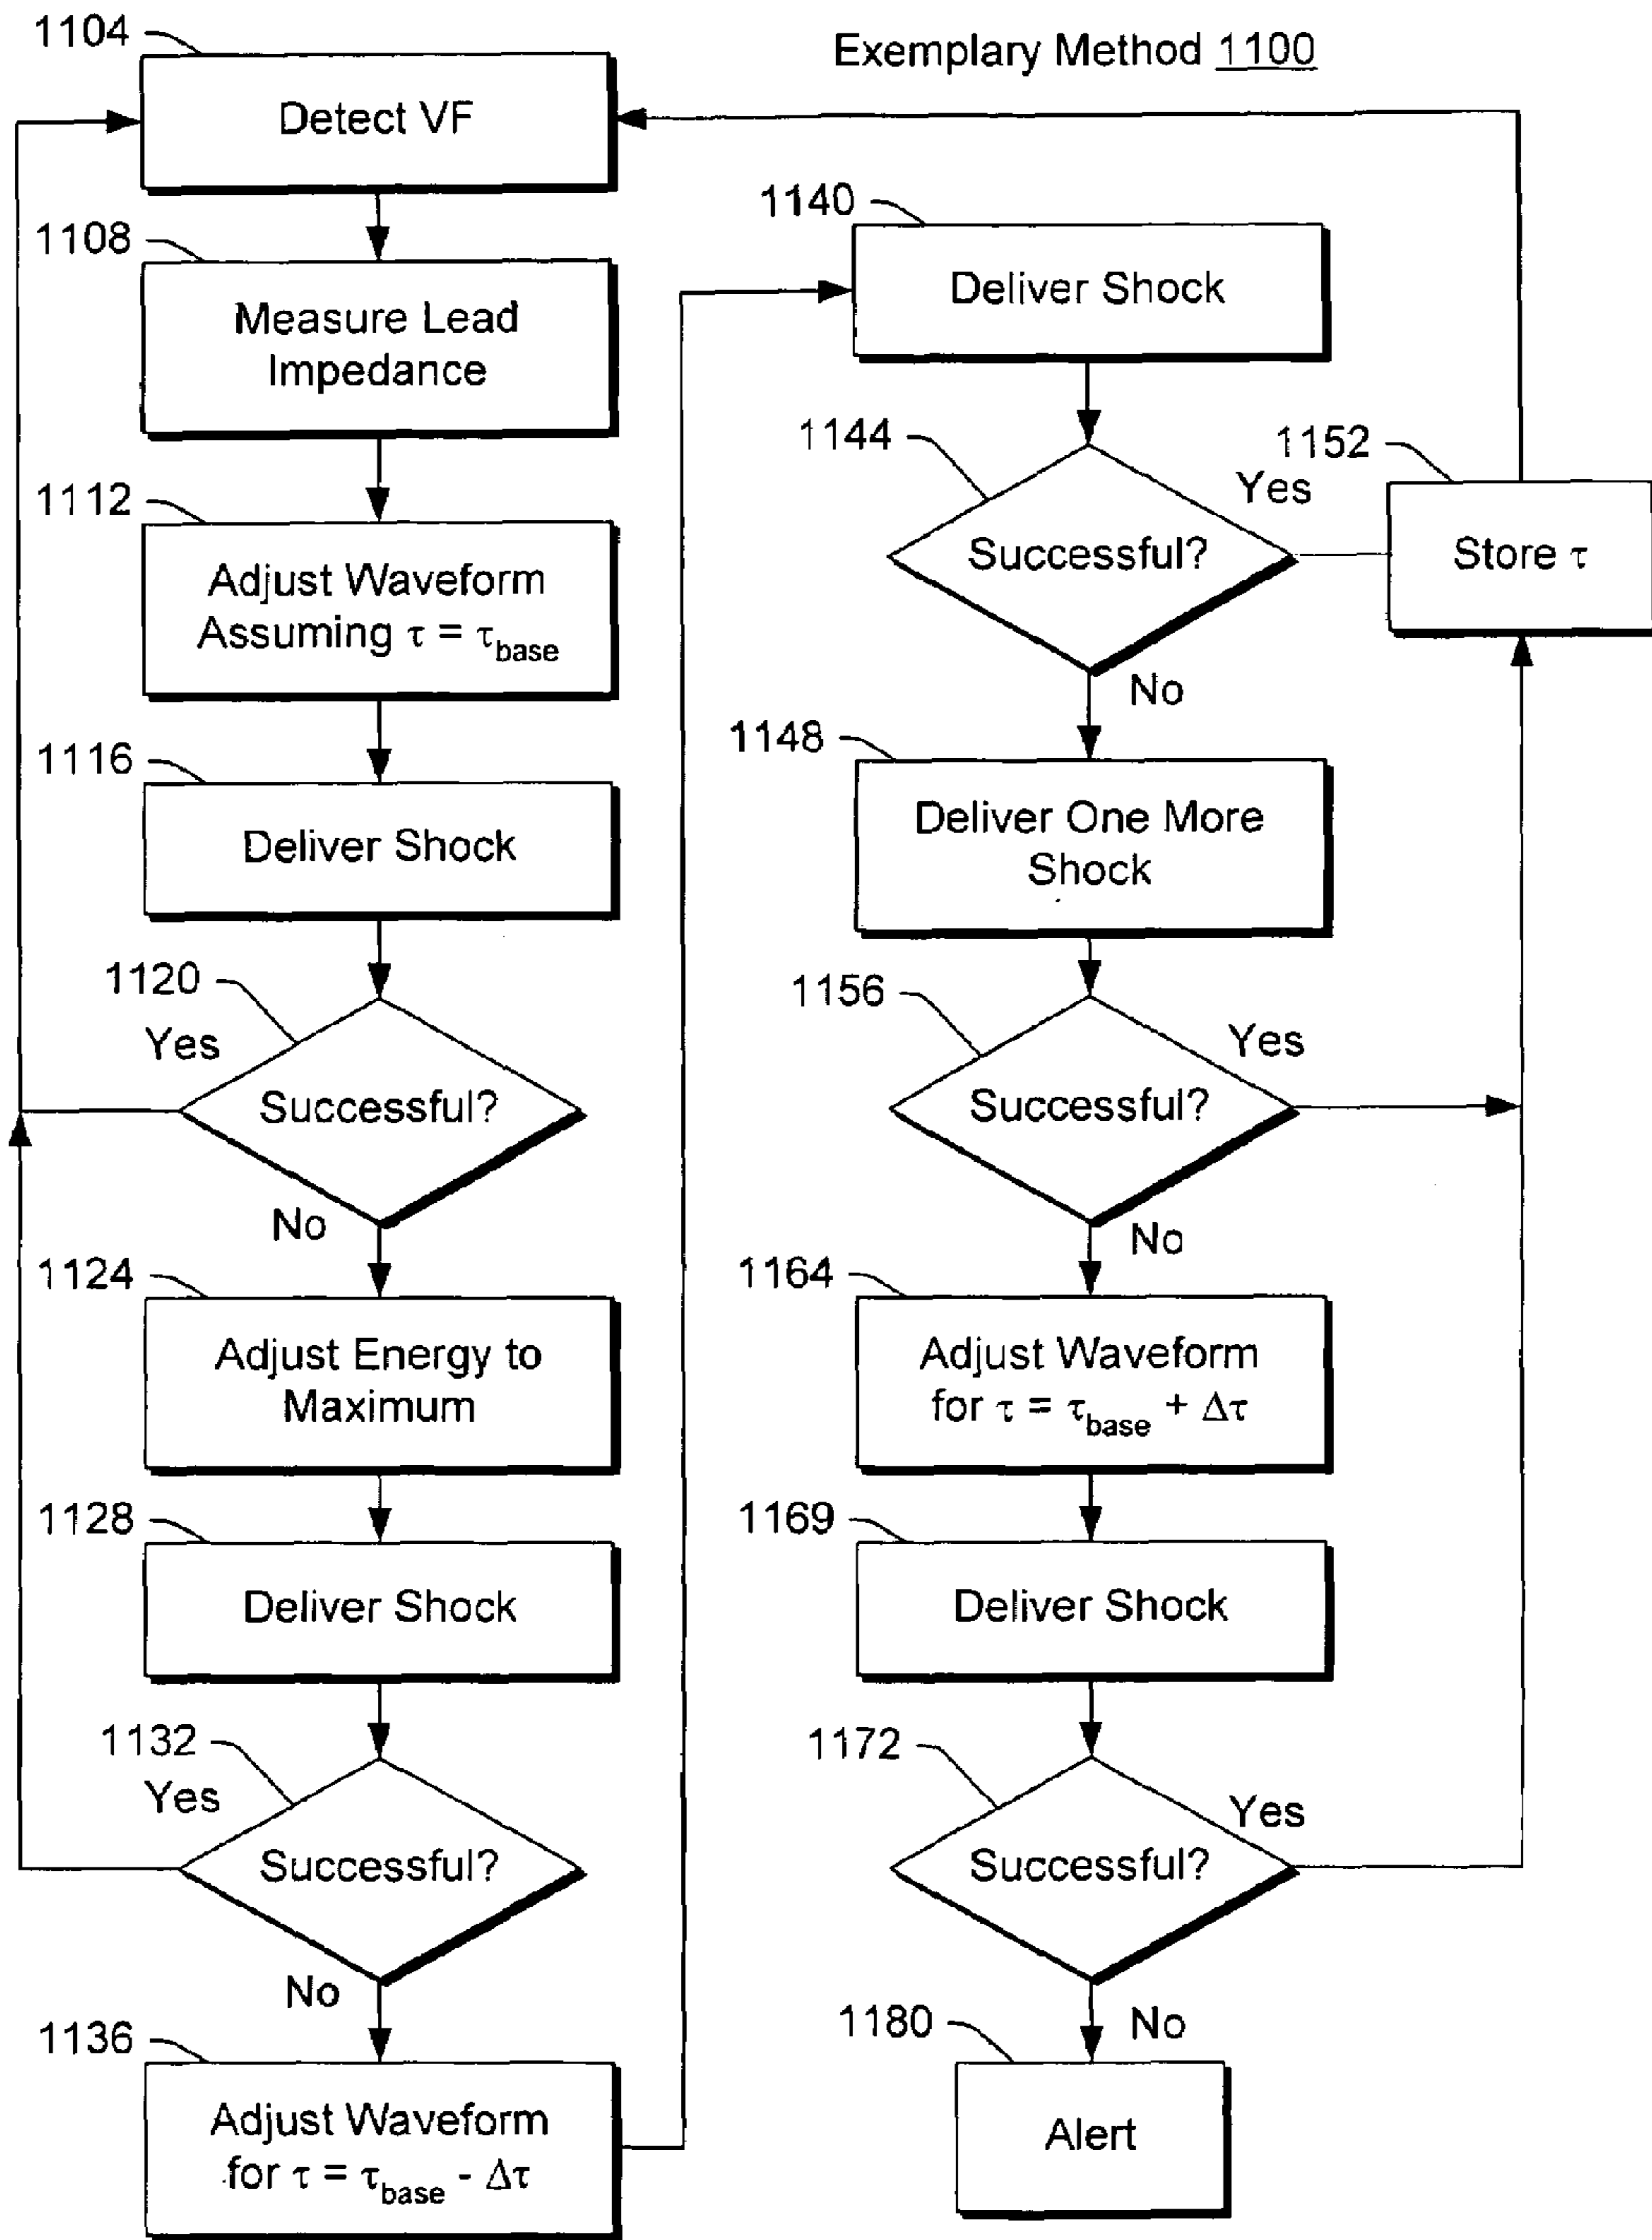 Exemplary Method 1100
1104
Detect VF
1108
Measure Lead
Impedance
1112
Adjust Waveform
Assuming τ = τbase
1116
Deliver Shock
1120
Yes
Successful?
No
1124
Adjust Energy to
Maximum
1128
Deliver Shock
1132
Yes
Successful?
No
1136
Adjust Waveform
for τ = τbase - Δτ
1140
Deliver Shock
1144
Yes
Successful?
No
1152
Store τ
1148
Deliver One More
Shock
1156
Yes
Successful?
No
1164
Adjust Waveform
for τ = τbase + Δτ
1169
Deliver Shock
1172
Yes
Successful?
No
1180
Alert